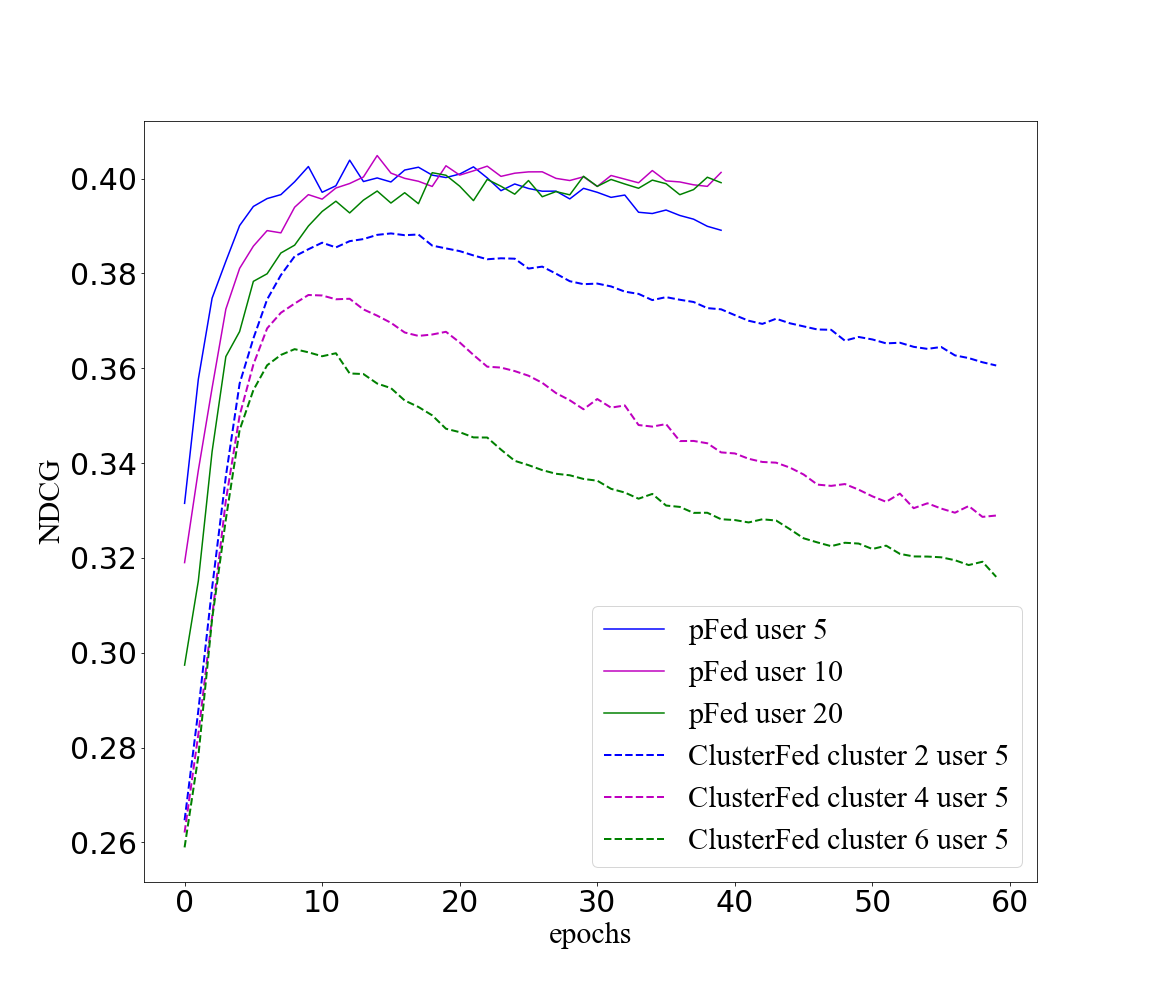 NDCG
0.40
0.38
0.36
0.34
0.32
0.30
0.28
0.26
pFed user 5
pFed user 10
pFed user 20
ClusterFed cluster 2 user 5
ClusterFed cluster 4 user 5
ClusterFed cluster 6 user 5
0 10 20 30 40 50 60
epochs